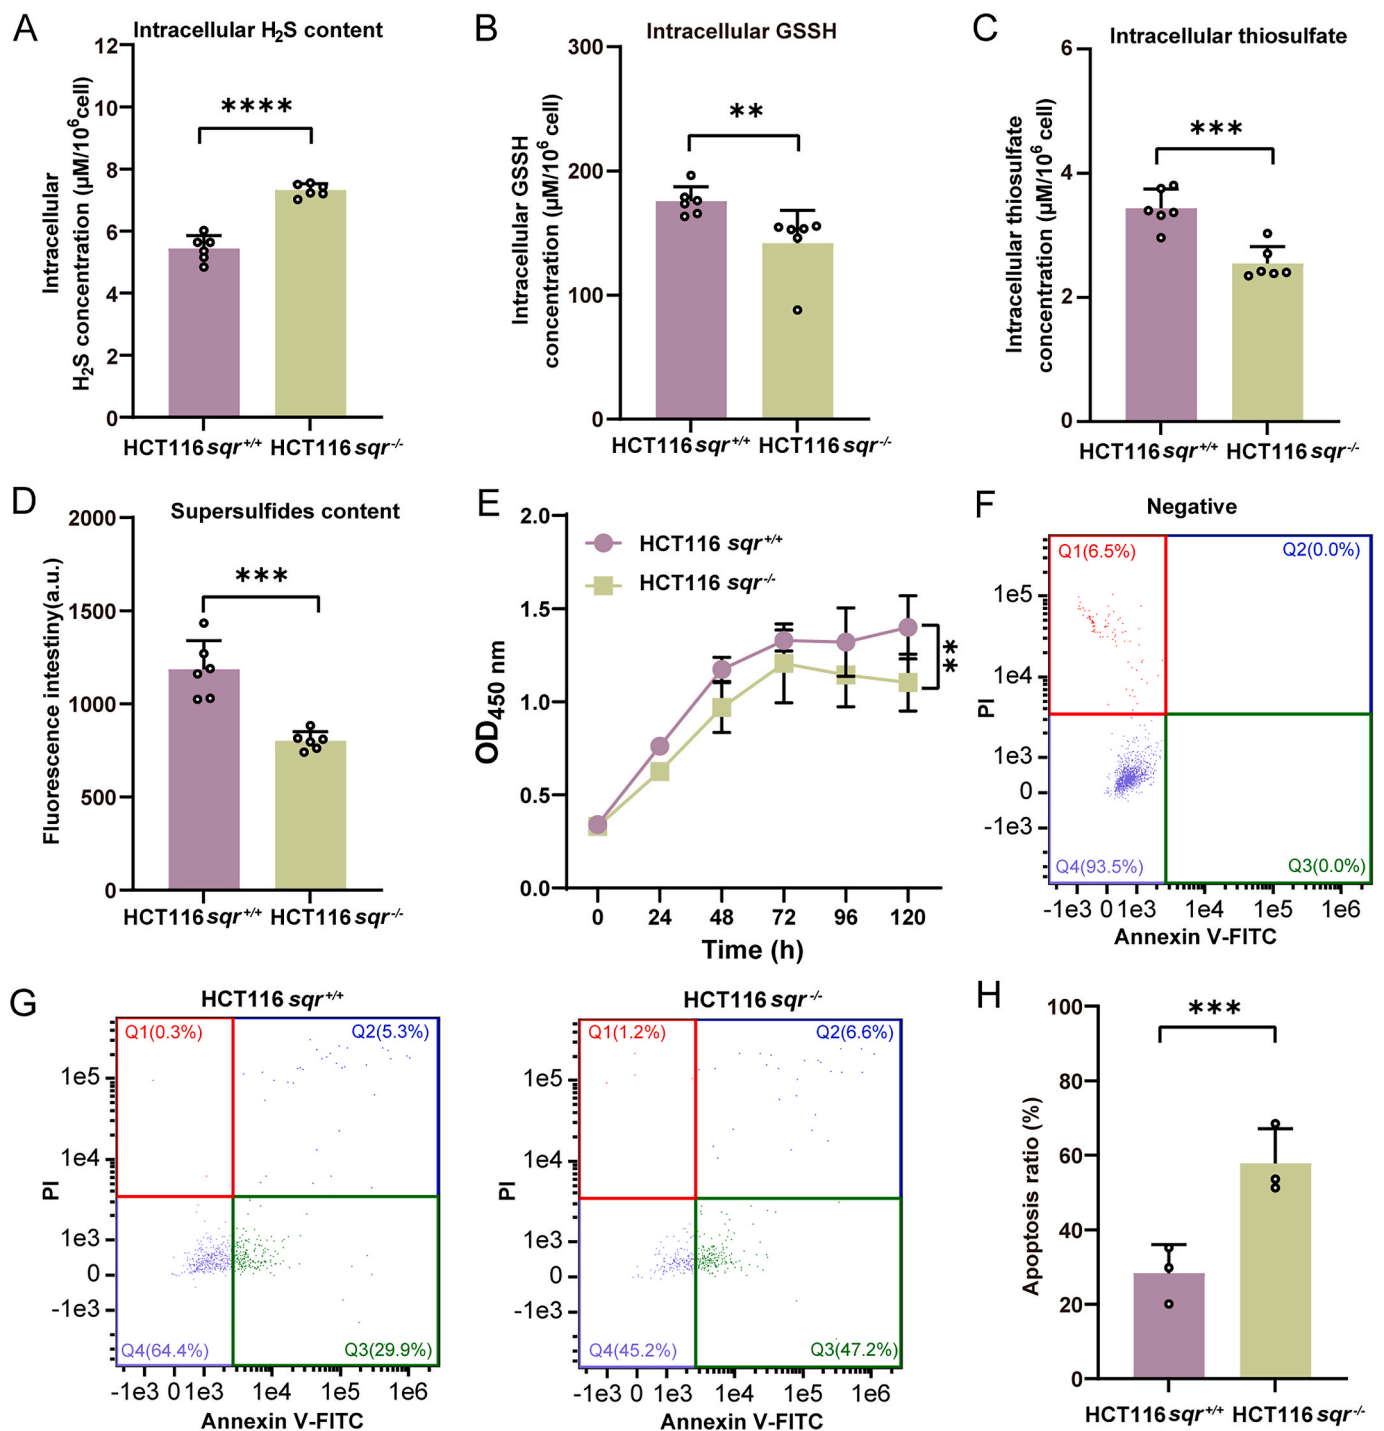 A
Intracellular H₂S content
Intracellular
H₂S concentration (μM/10⁶cell)
12
10
8
6
4
2
0
****
HCT116 sqr⁺/⁺
HCT116 sqr⁻/⁻
B
Intracellular GSSH
Intracellular GSSH
concentration (μM/10⁶ cell)
300
200
100
0
**
HCT116 sqr⁺/⁺
HCT116 sqr⁻/⁻
C
Intracellular thiosulfate
Intracellular thiosulfate
concentration (μM/10⁶ cell)
6
4
2
0
***
HCT116 sqr⁺/⁺
HCT116 sqr⁻/⁻
D
Supersulfides content
Fluorescence intestiny(a.u.)
2000
1500
1000
500
0
***
HCT116 sqr⁺/⁺
HCT116 sqr⁻/⁻
E
OD450 nm
2.0
1.5
1.0
0.5
0.0
HCT116 sqr⁺/⁺
HCT116 sqr⁻/⁻
**
0 24 48 72 96 120
Time (h)
F
Negative
Q1(6.5%)
Q2(0.0%)
Q4(93.5%)
Q3(0.0%)
PI
1e5
1e4
1e3
0
-1e3
-1e3 0 1e3 1e4 1e5 1e6
Annexin V-FITC
G
HCT116 sqr⁺/⁺
Q1(0.3%)
Q2(5.3%)
Q4(64.4%)
Q3(29.9%)
PI
1e5
1e4
1e3
0
-1e3
-1e3 0 1e3 1e4 1e5 1e6
Annexin V-FITC
HCT116 sqr⁻/⁻
Q1(1.2%)
Q2(6.6%)
Q4(45.2%)
Q3(47.2%)
PI
1e5
1e4
1e3
0
-1e3
-1e3 0 1e3 1e4 1e5 1e6
Annexin V-FITC
H
Apoptosis ratio (%)
100
80
60
40
20
0
***
HCT116 sqr⁺/⁺
HCT116 sqr⁻/⁻